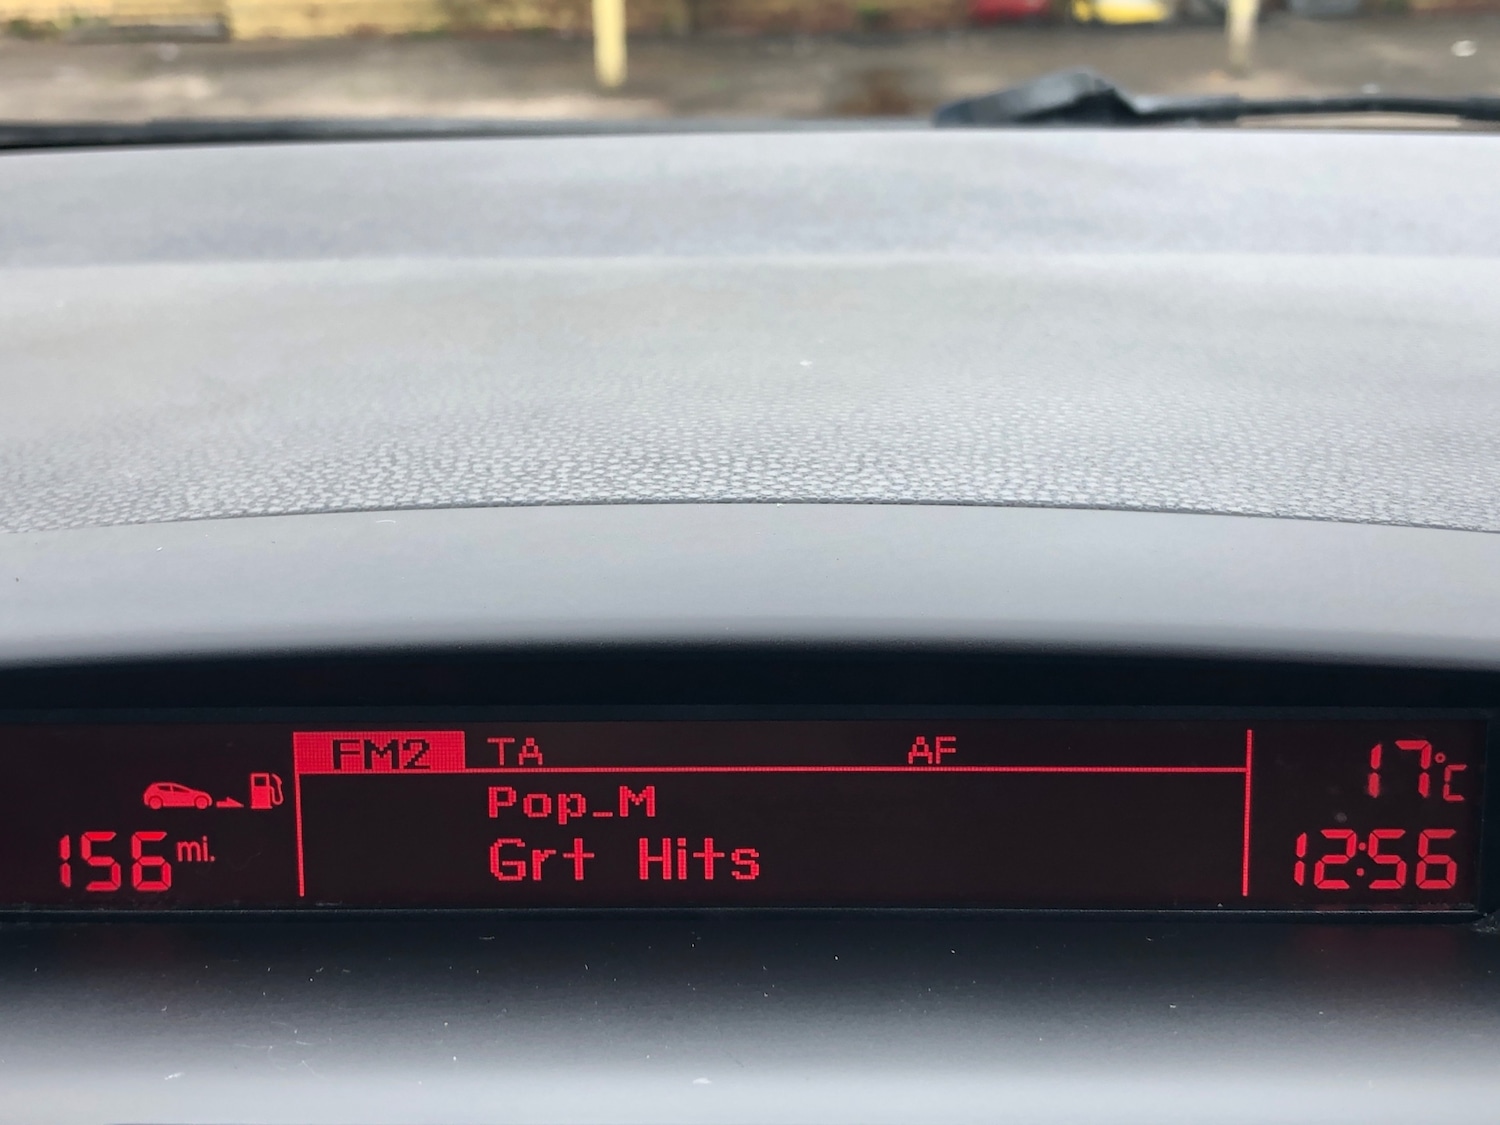 FM2 TA AF
17°C
Pop_M
156 mi.
Grt Hits
12:56